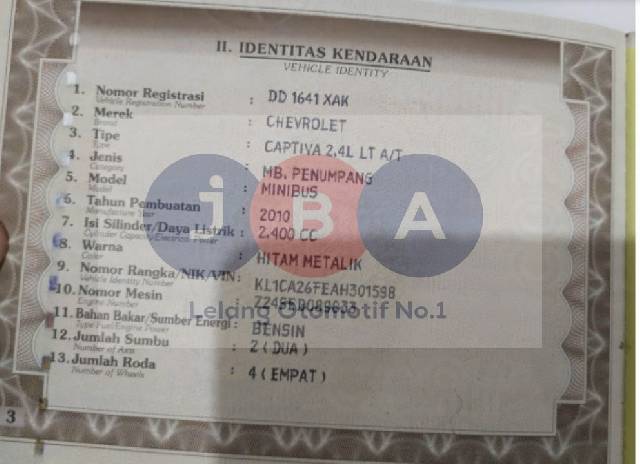 II. IDENTITAS KENDARAAN
VEHICLE IDENTITY
1. Nomor Registrasi : DD 1641 XAK
Vehicle Registration Number
2. Merek : CHEVROLET
Brand
3. Tipe : CAPTIVA 2,4L LT A/T
Type
4. Jenis : MB. PENUMPANG
Category
5. Model : MINIBUS
Model
6. Tahun Pembuatan : 2010
Manufacture Year
7. Isi Silinder/Daya Listrik : 2,400 CC
Cylinder Capacity/Electrical Power
8. Warna : HITAM METALIK
Color
9. Nomor Rangka/NIK/VIN : KL1CA26FEAH301598
Vehicle Identity Number
10. Nomor Mesin :
Engine Number
11. Bahan Bakar/Sumber Energi : BENSIN
Type Fuel/Engine Power
12. Jumlah Sumbu : 2 ( DUA )
Number of Axis
13. Jumlah Roda : 4 ( EMPAT )
Number of Wheels
3
iBA
Lelang Otomotif No.1